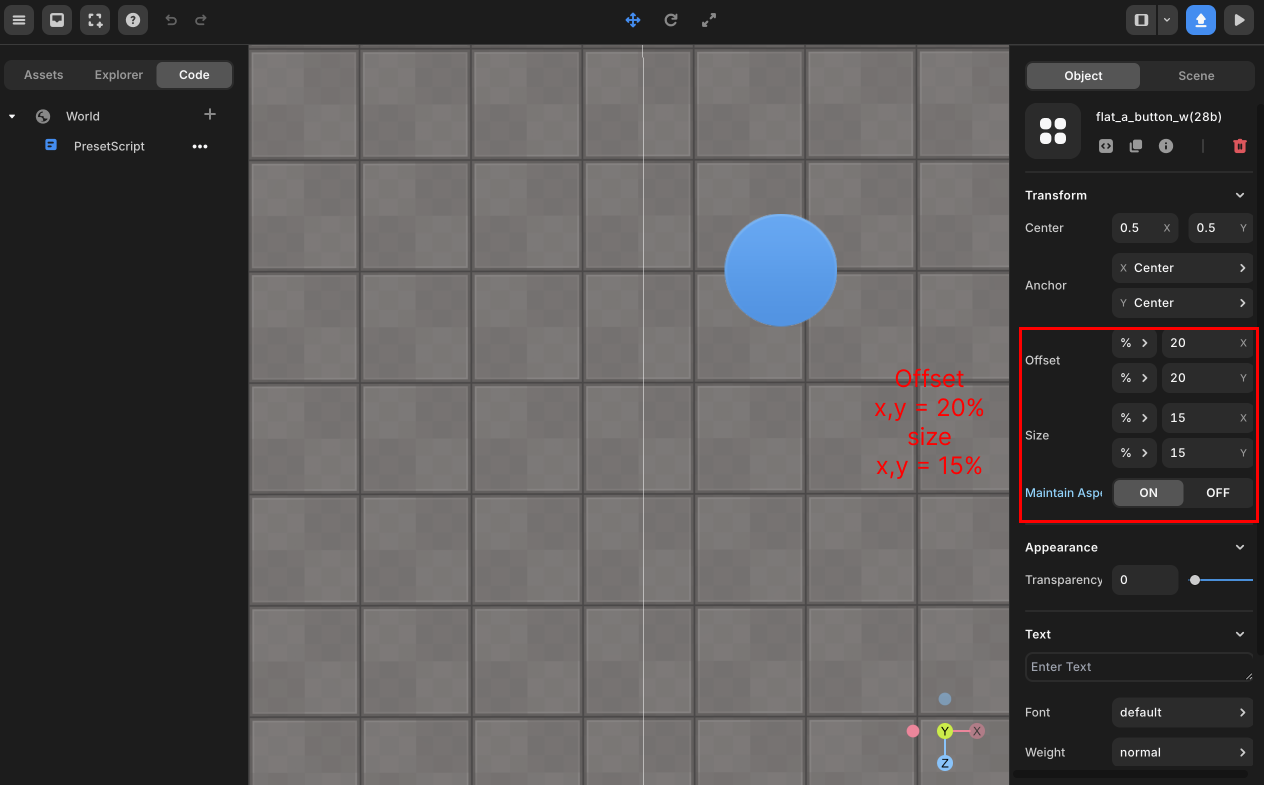 Assets Explorer Code
World
PresetScript
Offset
x,y = 20%
size
x,y = 15%
Y X
Z
Object Scene
flat_a_button_w(28b)
Transform
Center 0.5 X 0.5 Y
X Center
Anchor
Y Center
% 20 X
Offset
% 20 Y
% 15 X
Size
% 15 Y
Maintain Aspe ON OFF
Appearance
Transparency 0
Text
Enter Text
Font default
Weight normal